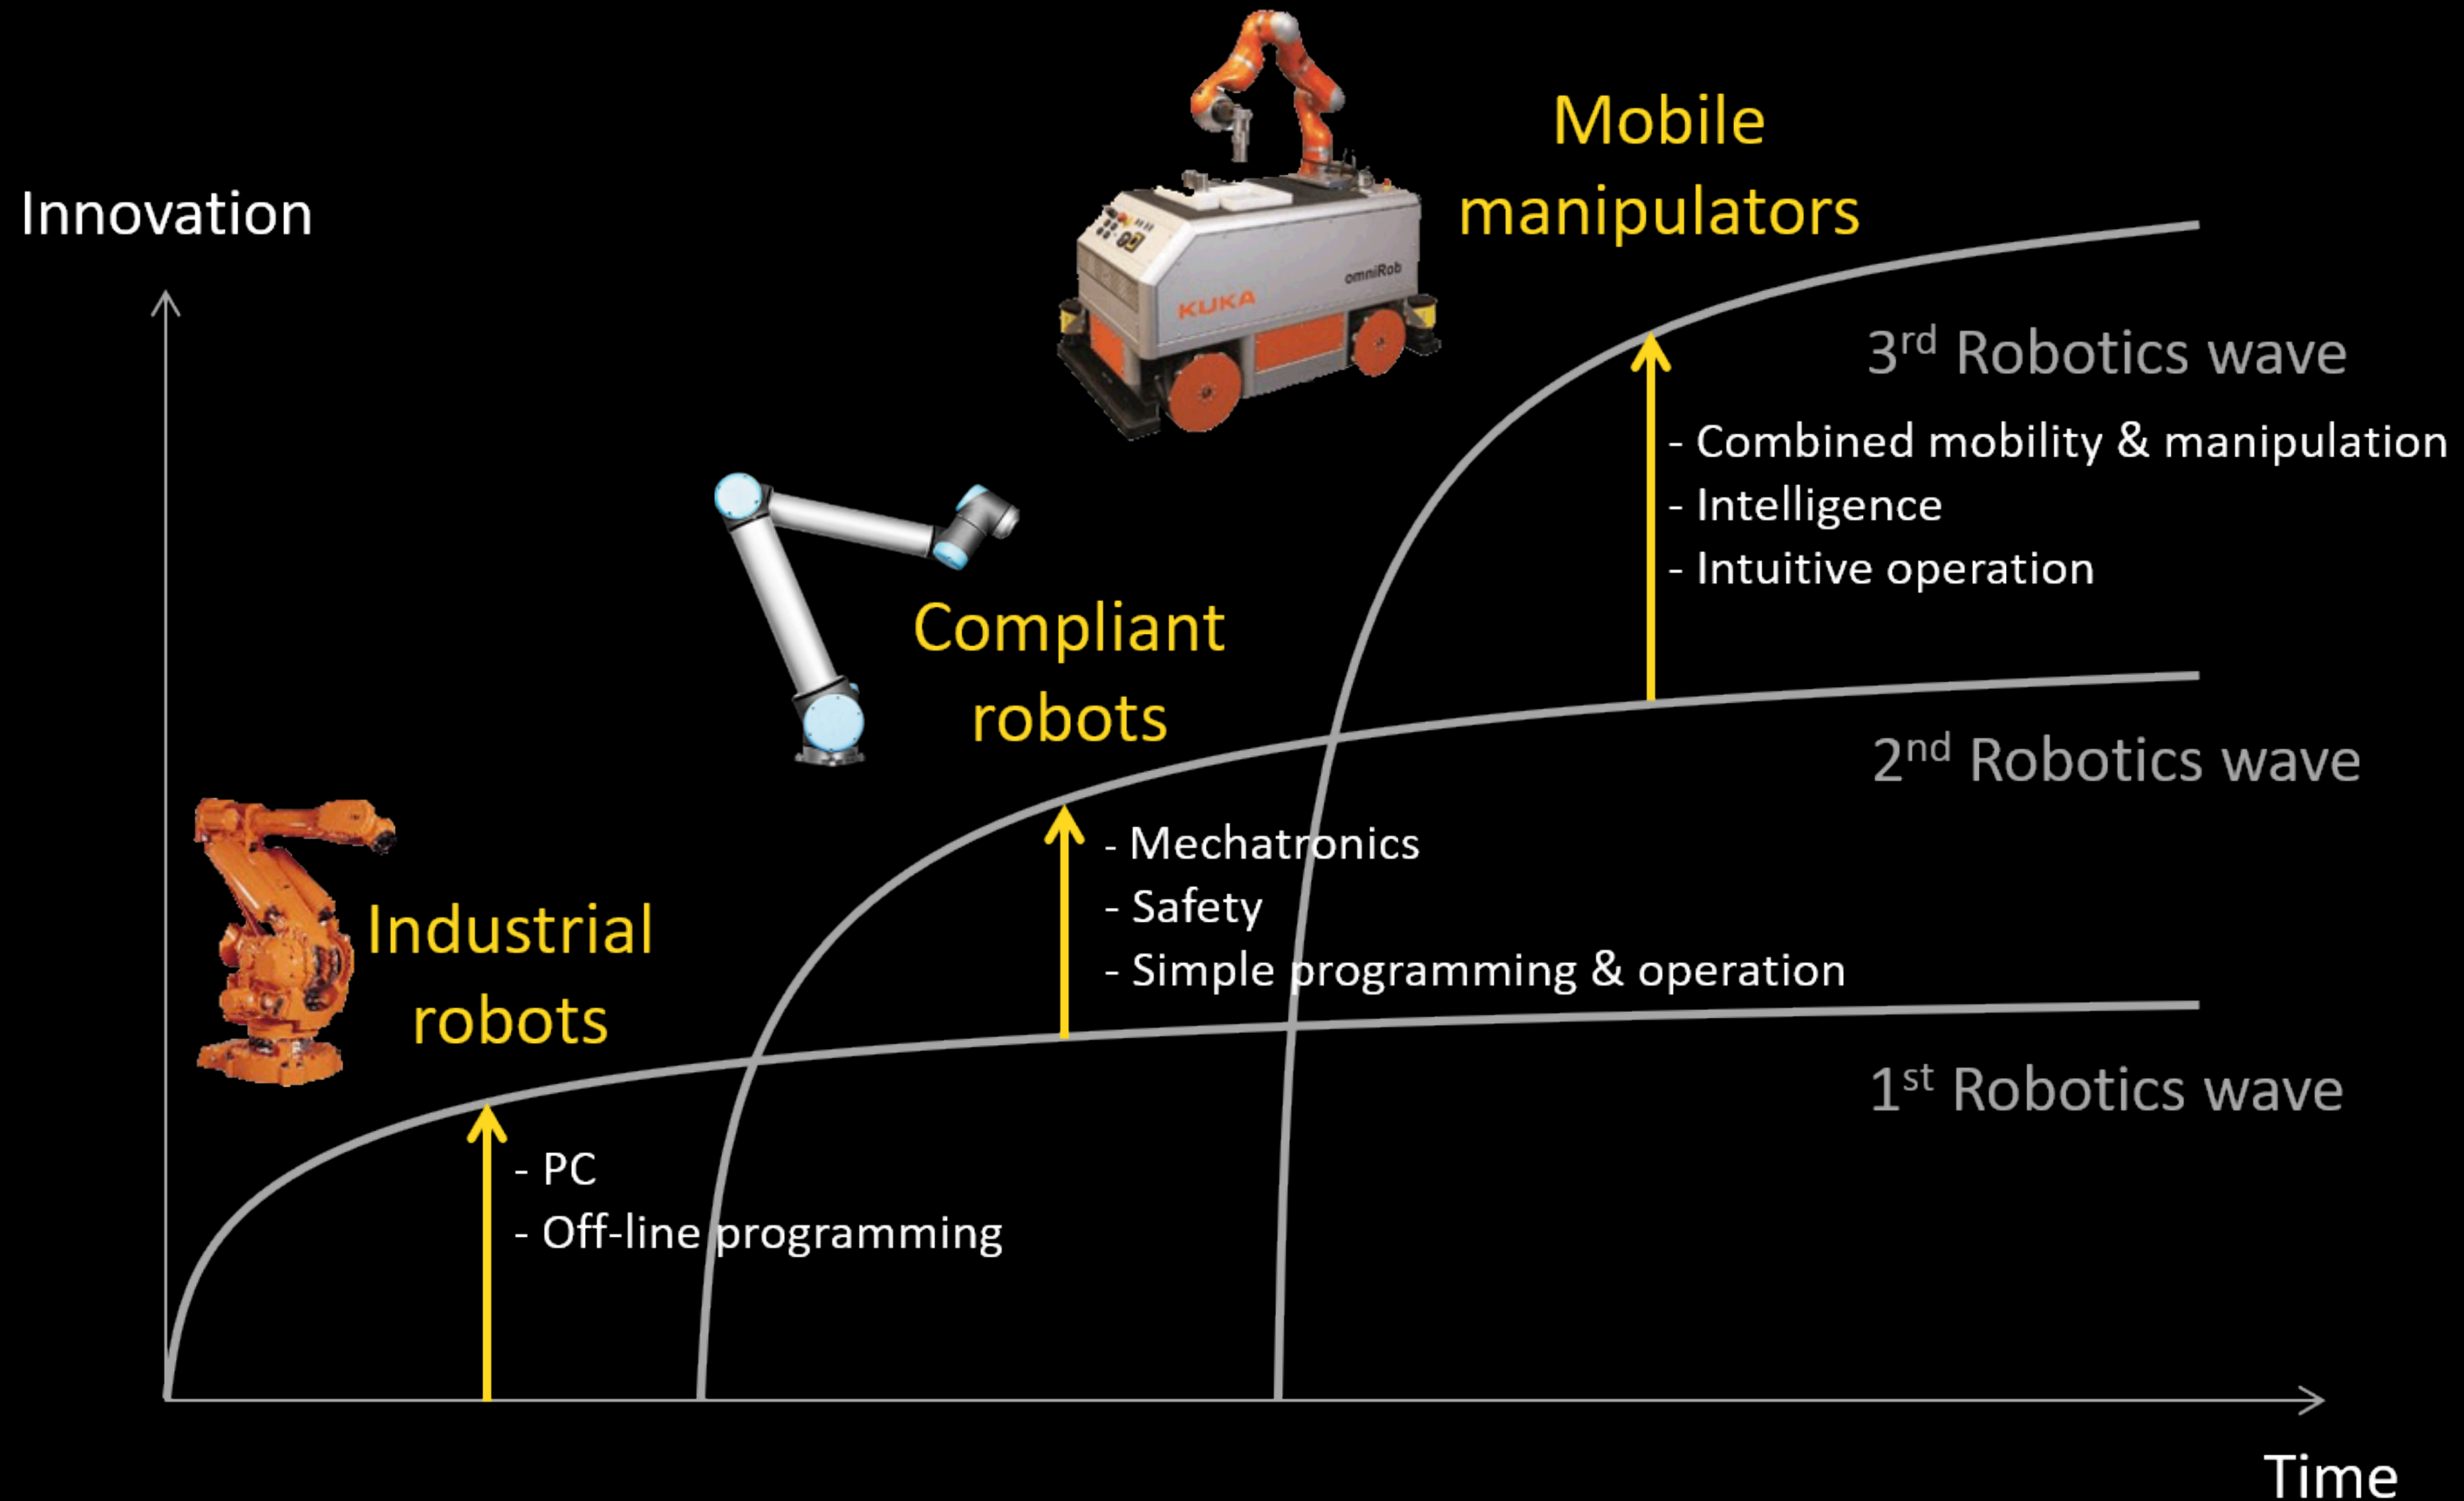 Innovation
Mobile
manipulators
omniRob
KUKA
3rd Robotics wave
- Combined mobility & manipulation
- Intelligence
- Intuitive operation
Compliant
robots
2nd Robotics wave
- Mechatronics
- Safety
- Simple programming & operation
Industrial
robots
1st Robotics wave
- PC
- Off-line programming
Time